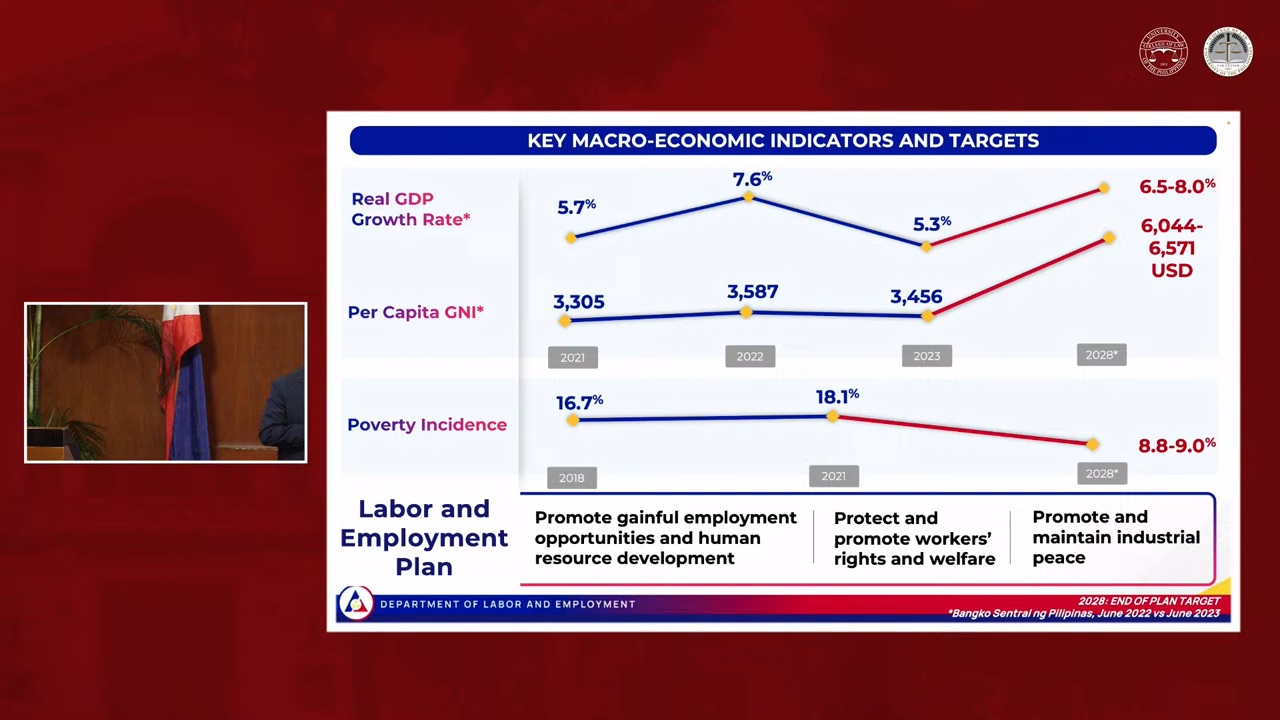 KEY MACRO-ECONOMIC INDICATORS AND TARGETS
Real GDP
Growth Rate*
5.7%
7.6%
5.3%
6.5-8.0%
Per Capita GNI*
3,305
3,587
3,456
6,044-
6,571
USD
2021
2022
2023
2028*
Poverty Incidence
16.7%
18.1%
8.8-9.0%
2018
2021
2028*
Labor and
Employment
Plan
Promote gainful employment
opportunities and human
resource development
Protect and
promote workers’
rights and welfare
Promote and
maintain industrial
peace
DEPARTMENT OF LABOR AND EMPLOYMENT
2028: END OF PLAN TARGET
*Bangko Sentral ng Pilipinas, June 2022 vs June 2023